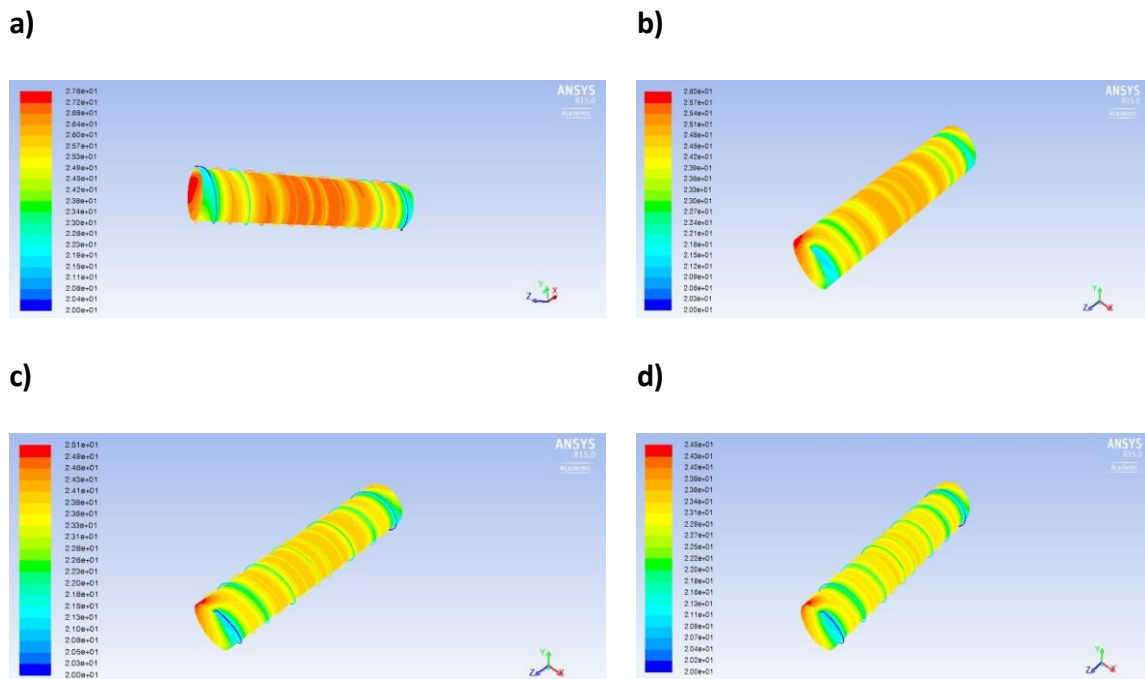 a)
2.76e+01
2.72e+01
2.68e+01
2.64e+01
2.60e+01
2.57e+01
2.53e+01
2.49e+01
2.45e+01
2.42e+01
2.38e+01
2.34e+01
2.30e+01
2.26e+01
2.23e+01
2.19e+01
2.15e+01
2.11e+01
2.08e+01
2.04e+01
2.00e+01
ANSYS
R15.0
Academic
Y
X
Z
b)
2.60e+01
2.57e+01
2.54e+01
2.51e+01
2.48e+01
2.45e+01
2.42e+01
2.39e+01
2.36e+01
2.33e+01
2.30e+01
2.27e+01
2.24e+01
2.21e+01
2.18e+01
2.15e+01
2.12e+01
2.09e+01
2.06e+01
2.03e+01
2.00e+01
ANSYS
R15.0
Academic
Y
Z X
c)
2.51e+01
2.49e+01
2.46e+01
2.43e+01
2.41e+01
2.38e+01
2.36e+01
2.33e+01
2.31e+01
2.28e+01
2.26e+01
2.23e+01
2.20e+01
2.18e+01
2.15e+01
2.13e+01
2.10e+01
2.08e+01
2.05e+01
2.03e+01
2.00e+01
ANSYS
R15.0
Academic
Y
Z X
d)
2.45e+01
2.43e+01
2.40e+01
2.38e+01
2.36e+01
2.34e+01
2.31e+01
2.29e+01
2.27e+01
2.25e+01
2.22e+01
2.20e+01
2.18e+01
2.16e+01
2.13e+01
2.11e+01
2.09e+01
2.07e+01
2.04e+01
2.02e+01
2.00e+01
ANSYS
R15.0
Academic
Y
Z X